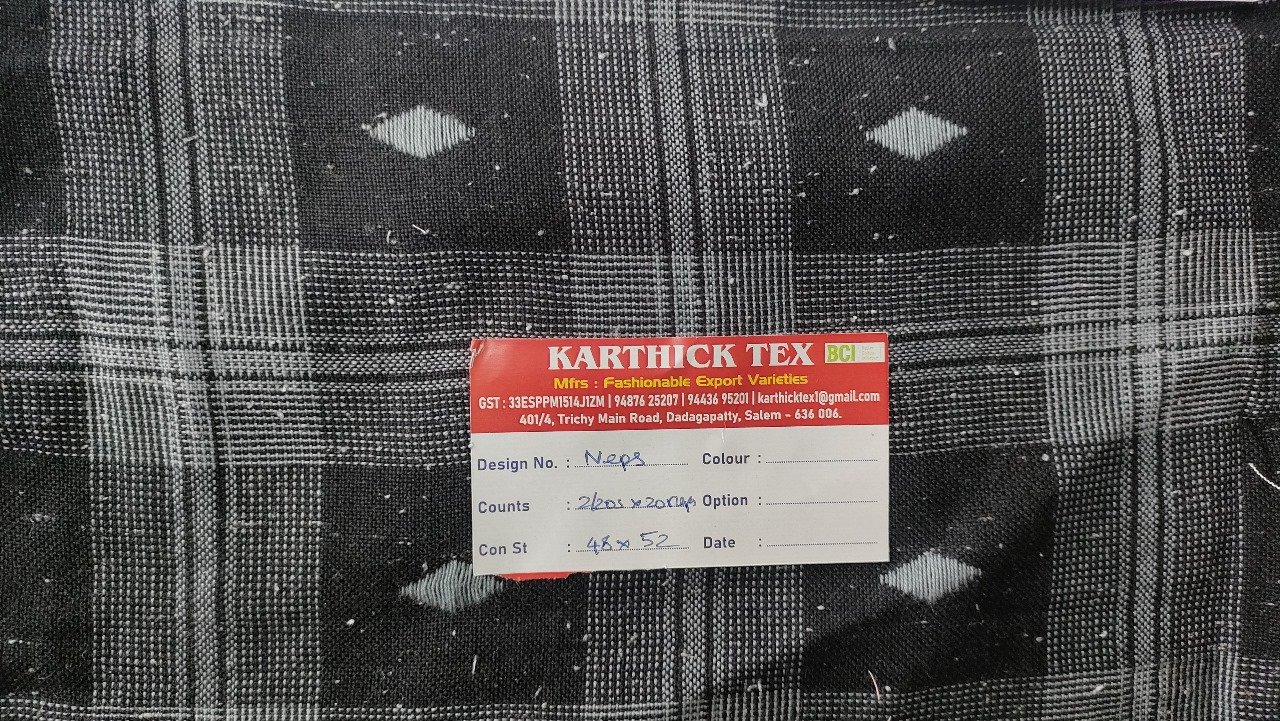 KARTHICK TEX BCI
Mfrs : Fashionable Export Varieties
GST : 33ESPPM1514J1ZM | 94876 25207 | 94436 95201 | karthicktex1@gmail.com
401/4, Trichy Main Road, Dadagapatty, Salem - 636 006.
Design No. : Neps Colour :
Counts : 2/20s x 20 Option :
Con St : 48 x 52 Date :